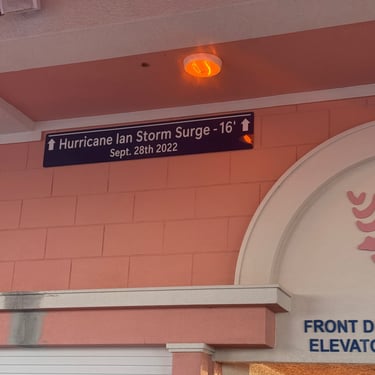 ↑ Hurricane Ian Storm Surge - 16' ↑
Sept. 28th 2022
FRONT D
ELEVATO